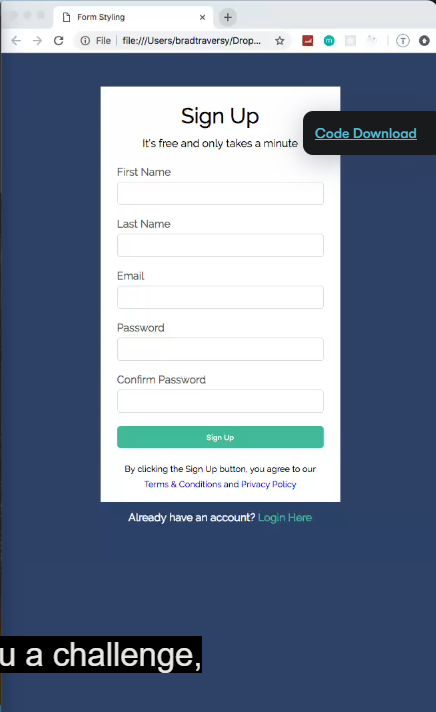 Form Styling
File
file:///Users/bradtraversy/Drop...
Sign Up
It's free and only takes a minute
Code Download
First Name
Last Name
Email
Password
Confirm Password
Sign Up
By clicking the Sign Up button, you agree to our
Terms & Conditions and Privacy Policy
Already have an account? Login Here
u a challenge,